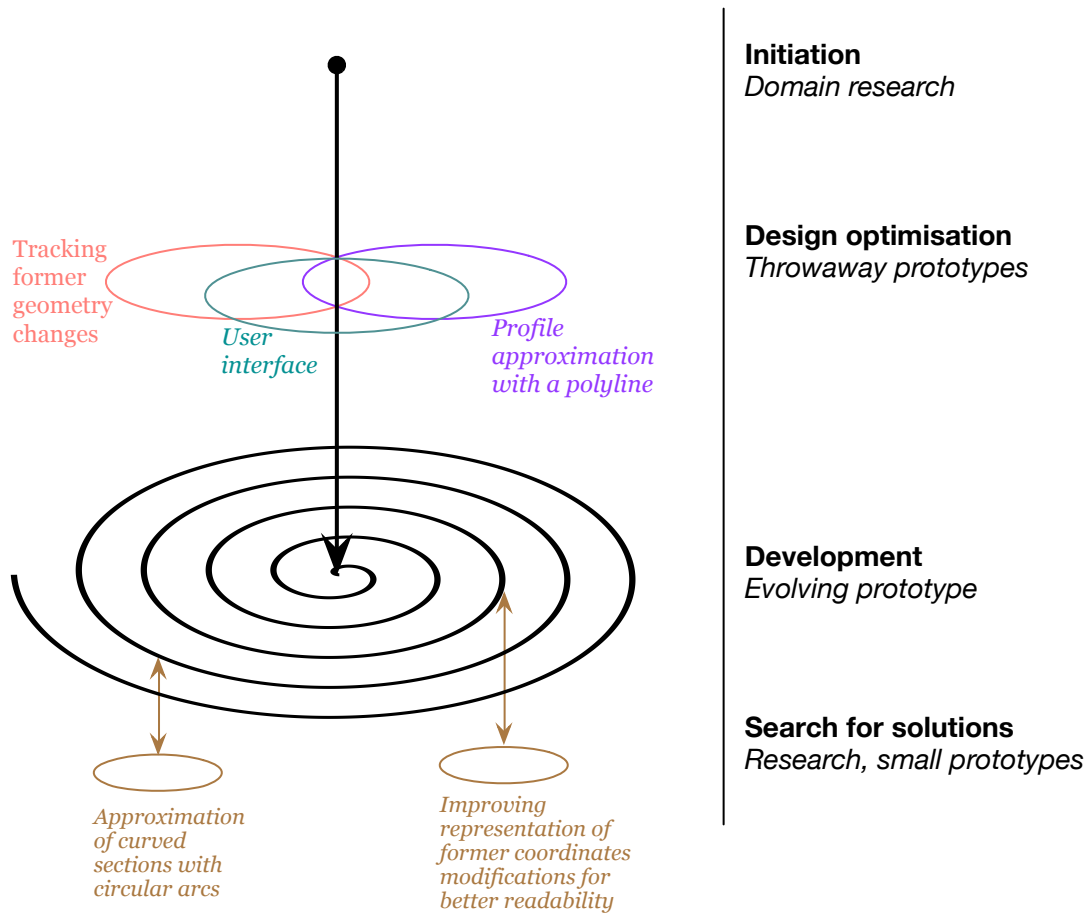 Initiation
Domain research
Tracking
former
geometry
changes
User
interface
Profile
approximation
with a polyline
Design optimisation
Throwaway prototypes
Development
Evolving prototype
Search for solutions
Research, small prototypes
Approximation
of curved
sections with
circular arcs
Improving
representation of
former coordinates
modifications for
better readability